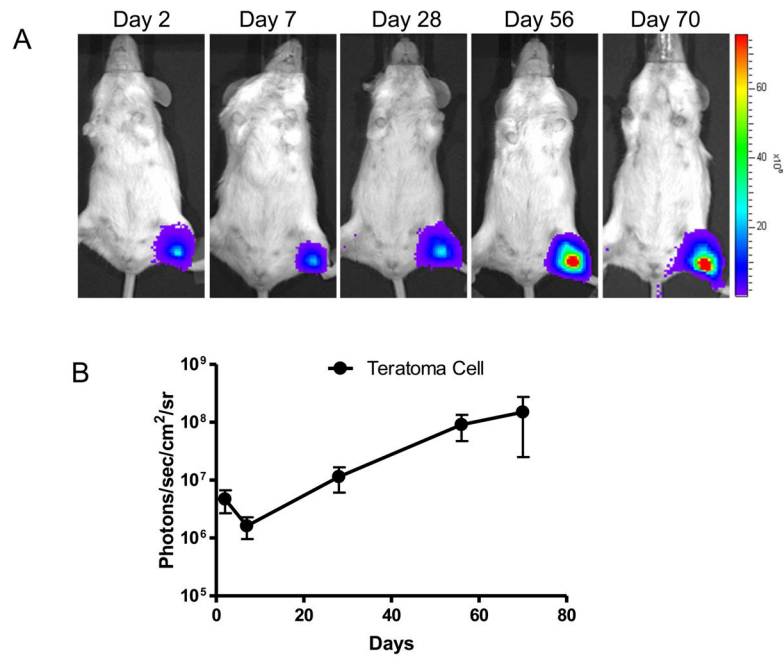 A
Day 2
Day 7
Day 28
Day 56
Day 70
60
40
20
x10⁶
B
Teratoma Cell
Photons/sec/cm²/sr
10⁹
10⁸
10⁷
10⁶
10⁵
0
20
40
60
80
Days